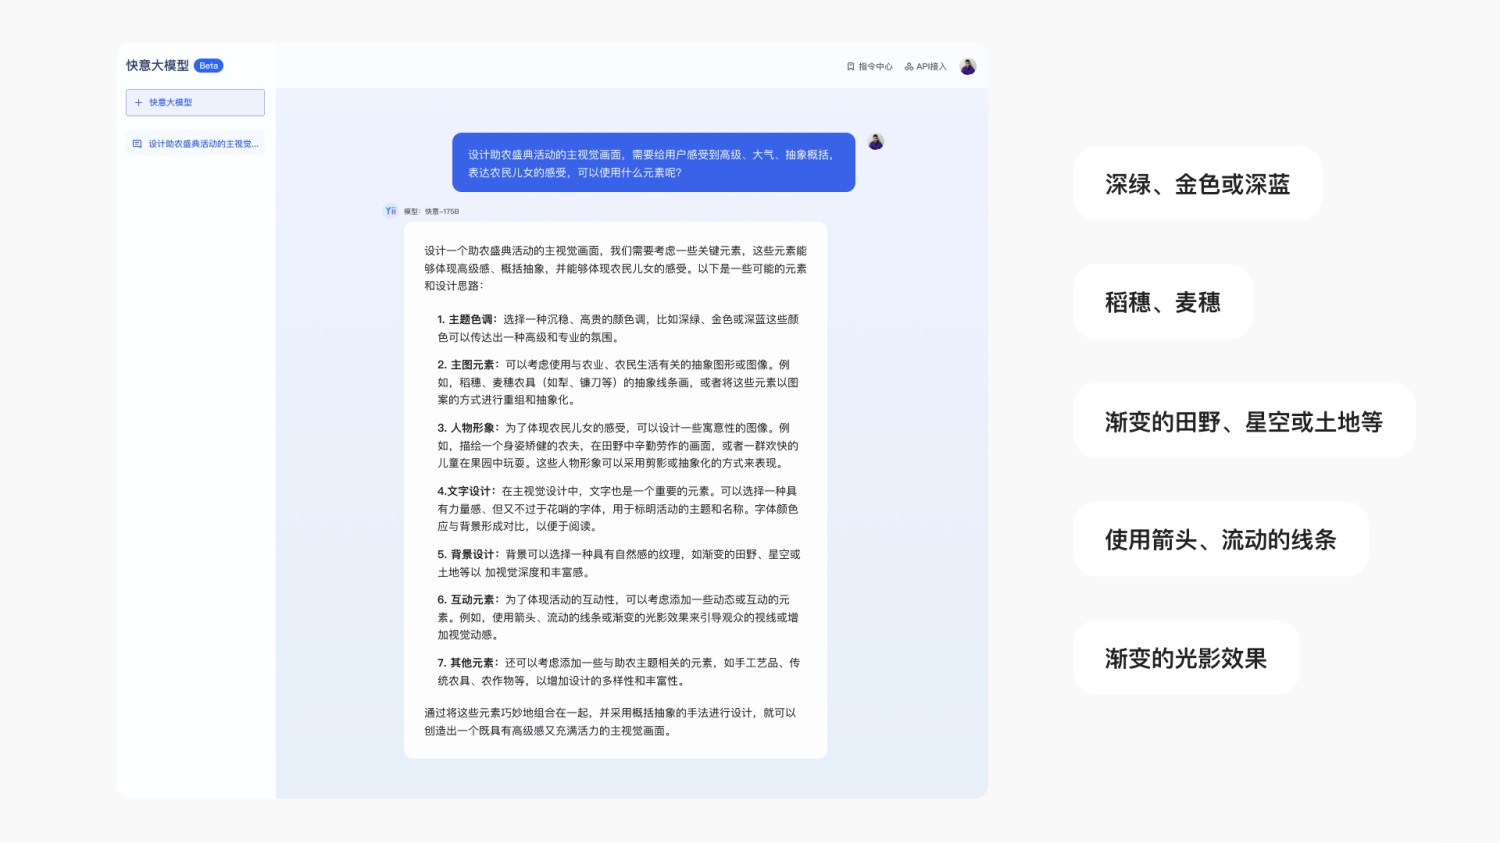 快意大模型 Beta
指令中心 API接入
+ 快意大模型
设计助农盛典活动的主视觉...
设计助农盛典活动的主视觉画面，需要给用户感受到高级、大气、抽象概括，
表达农民儿女的感受，可以使用什么元素呢？
Yii 模型：快意-175B
设计一个助农盛典活动的主视觉画面，我们需要考虑一些关键元素，这些元素能
够体现高级感、概括抽象，并能够体现农民儿女的感受。以下是一些可能的元素
和设计思路：
1. 主题色调：选择一种沉稳、高贵的颜色调，比如深绿、金色或深蓝这些颜
色可以传达出一种高级和专业的氛围。
2. 主图元素：可以考虑使用与农业、农民生活有关的抽象图形或图像。例
如，稻穗、麦穗农具（如犁、镰刀等）的抽象线条画，或者将这些元素以图
案的方式进行重组和抽象化。
3. 人物形象：为了体现农民儿女的感受，可以设计一些寓意性的图像。例
如，描绘一个身姿矫健的农夫，在田野中辛勤劳作的画面，或者一群欢快的
儿童在果园中玩耍。这些人物形象可以采用剪影或抽象化的方式来表现。
4.文字设计：在主视觉设计中，文字也是一个重要的元素。可以选择一种具
有力量感、但又不过于花哨的字体，用于标明活动的主题和名称。字体颜色
应与背景形成对比，以便于阅读。
5. 背景设计：背景可以选择一种具有自然感的纹理，如渐变的田野、星空或
土地等以 加视觉深度和丰富感。
6. 互动元素：为了体现活动的互动性，可以考虑添加一些动态或互动的元
素。例如，使用箭头、流动的线条或渐变的光影效果来引导观众的视线或增
加视觉动感。
7. 其他元素：还可以考虑添加一些与助农主题相关的元素，如手工艺品、传
统农具、农作物等，以增加设计的多样性和丰富性。
通过将这些元素巧妙地组合在一起，并采用概括抽象的手法进行设计，就可以
创造出一个既具有高级感又充满活力的主视觉画面。
深绿、金色或深蓝
稻穗、麦穗
渐变的田野、星空或土地等
使用箭头、流动的线条
渐变的光影效果